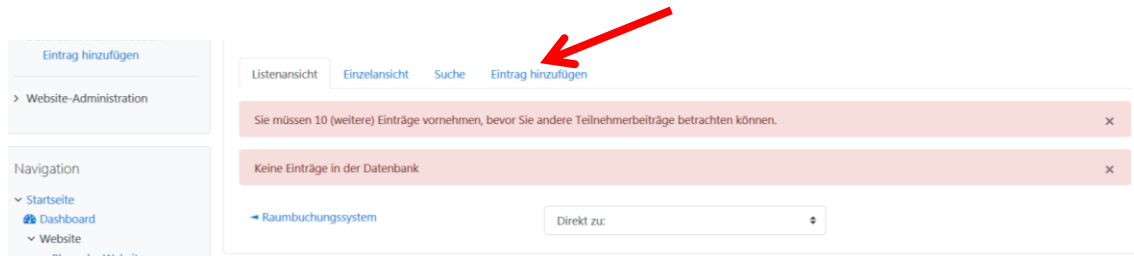 Eintrag hinzufügen
> Website-Administration
Navigation
Startseite
Dashboard
Website
Listenansicht Einzelansicht Suche Eintrag hinzufügen
Sie müssen 10 (weitere) Einträge vornehmen, bevor Sie andere Teilnehmerbeiträge betrachten können. ×
Keine Einträge in der Datenbank ×
◄ Raumbuchungssystem Direkt zu: